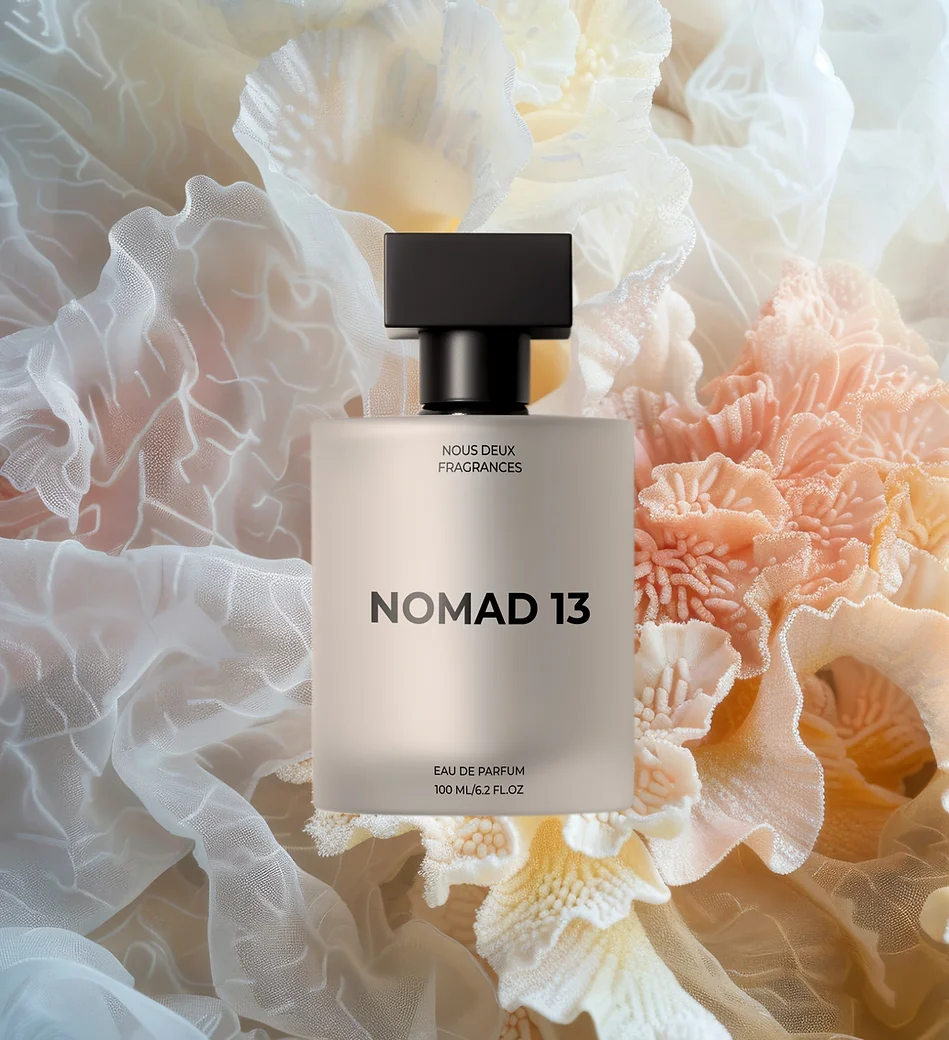 NOUS DEUX
FRAGRANCES
NOMAD 13
EAU DE PARFUM
100 ML/6.2 FL.OZ